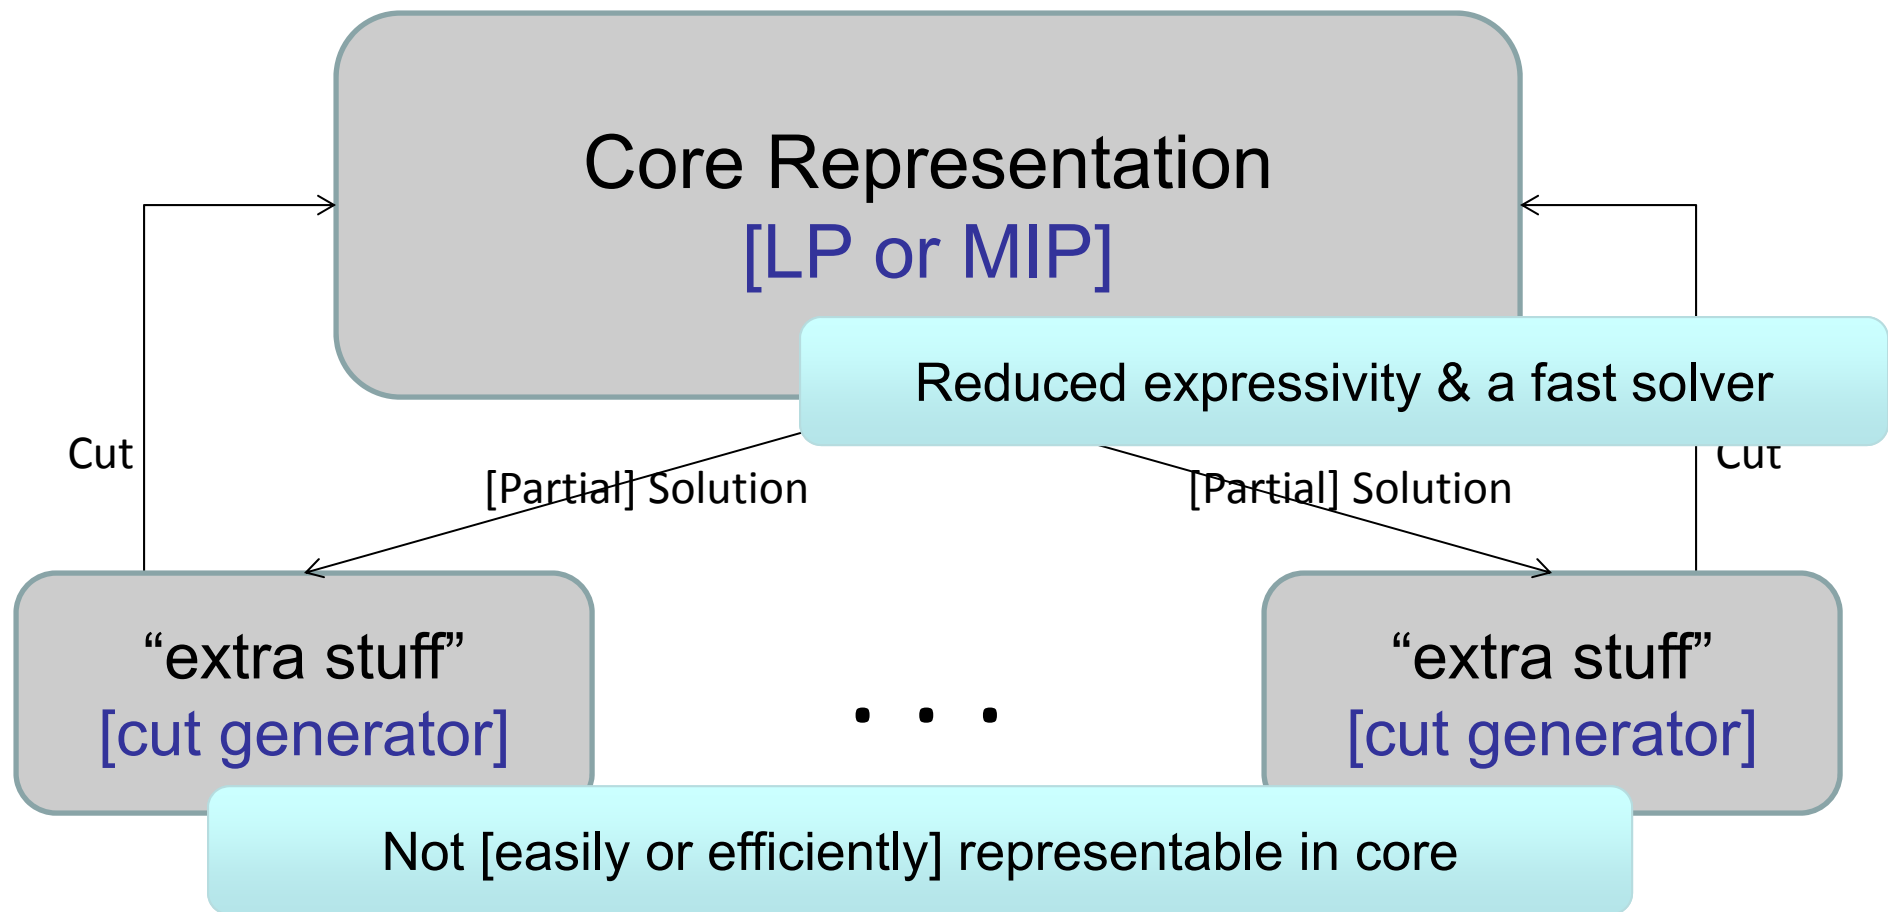 Core Representation
[LP or MIP]
Reduced expressivity & a fast solver
Cut
Cut
[Partial] Solution
[Partial] Solution
“extra stuff”
[cut generator]
. . .
“extra stuff”
[cut generator]
Not [easily or efficiently] representable in core